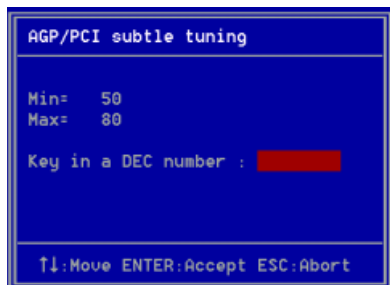 AGP/PCI subtle tuning
Min= 50
Max= 80
Key in a DEC number :
↑↓:Move ENTER:Accept ESC:Abort